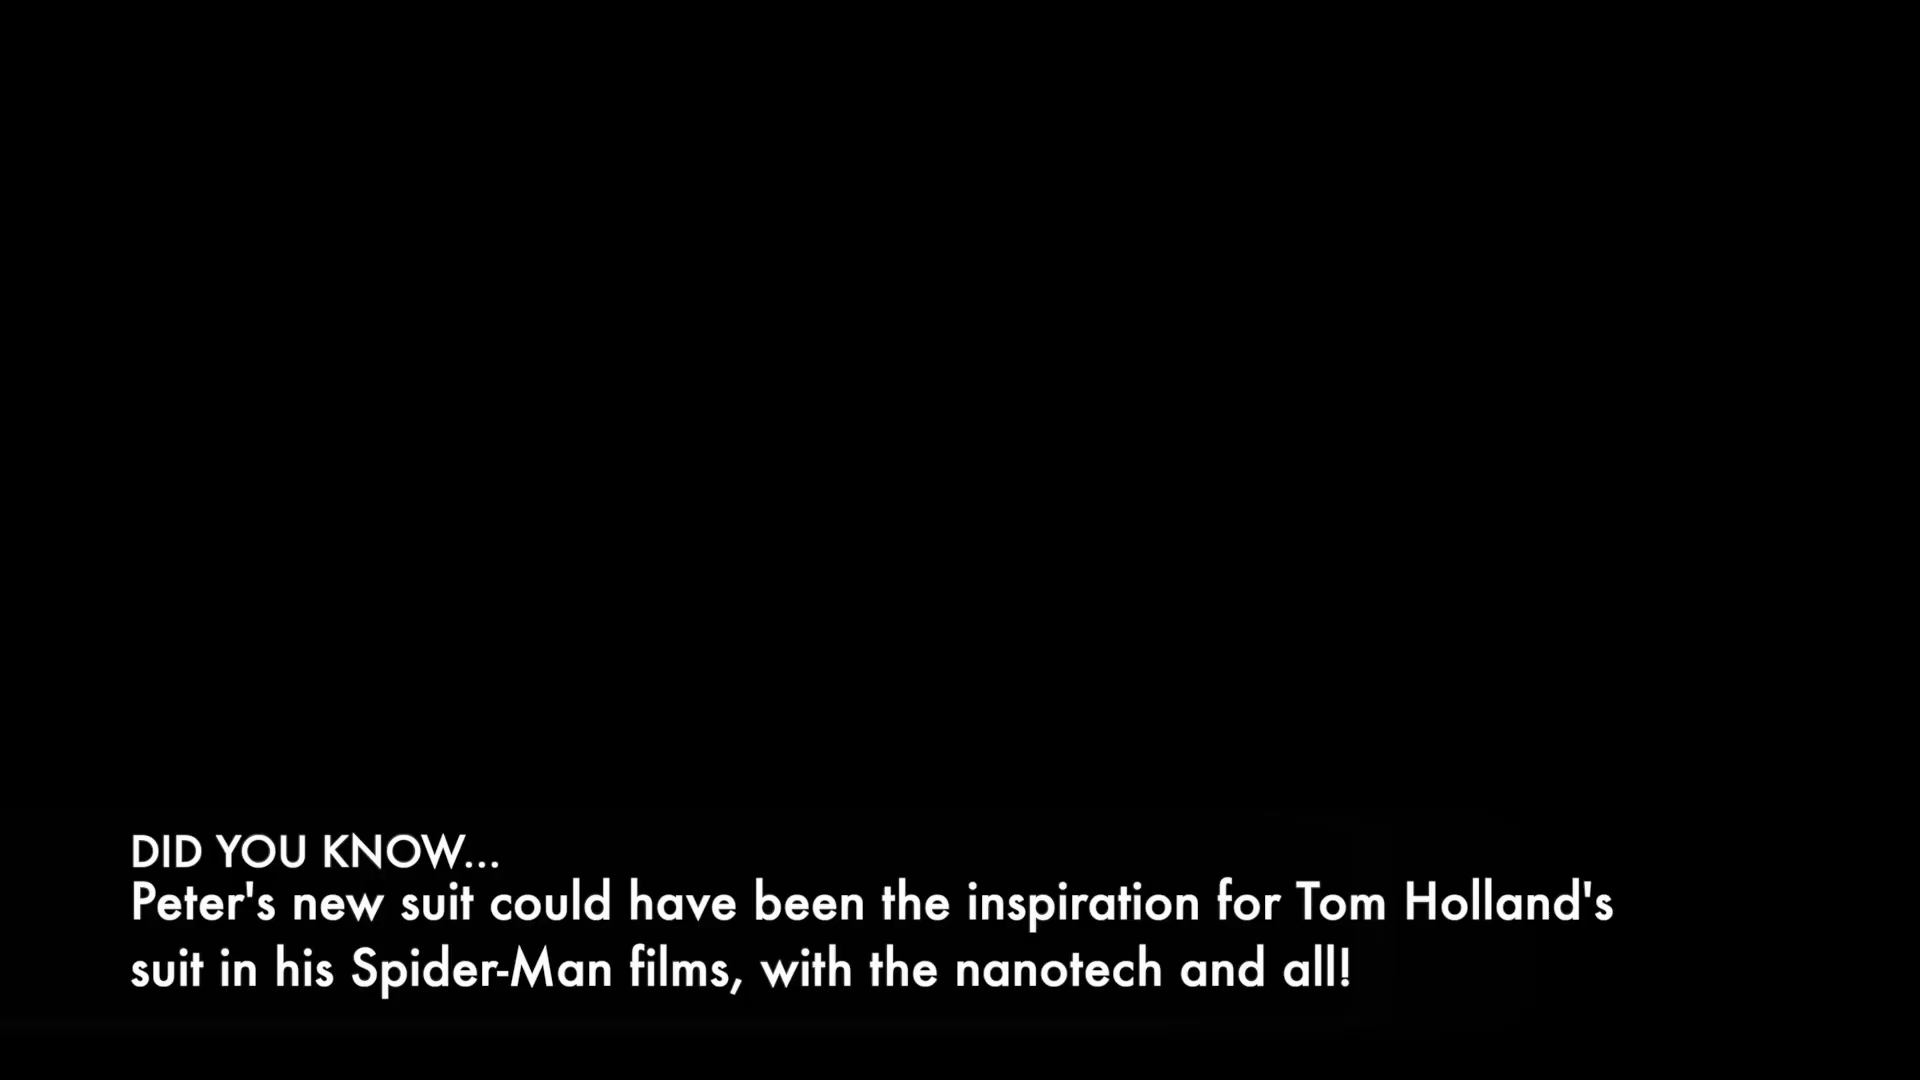 DID YOU KNOW...
Peter's new suit could have been the inspiration for Tom Holland's
suit in his Spider-Man films, with the nanotech and all!